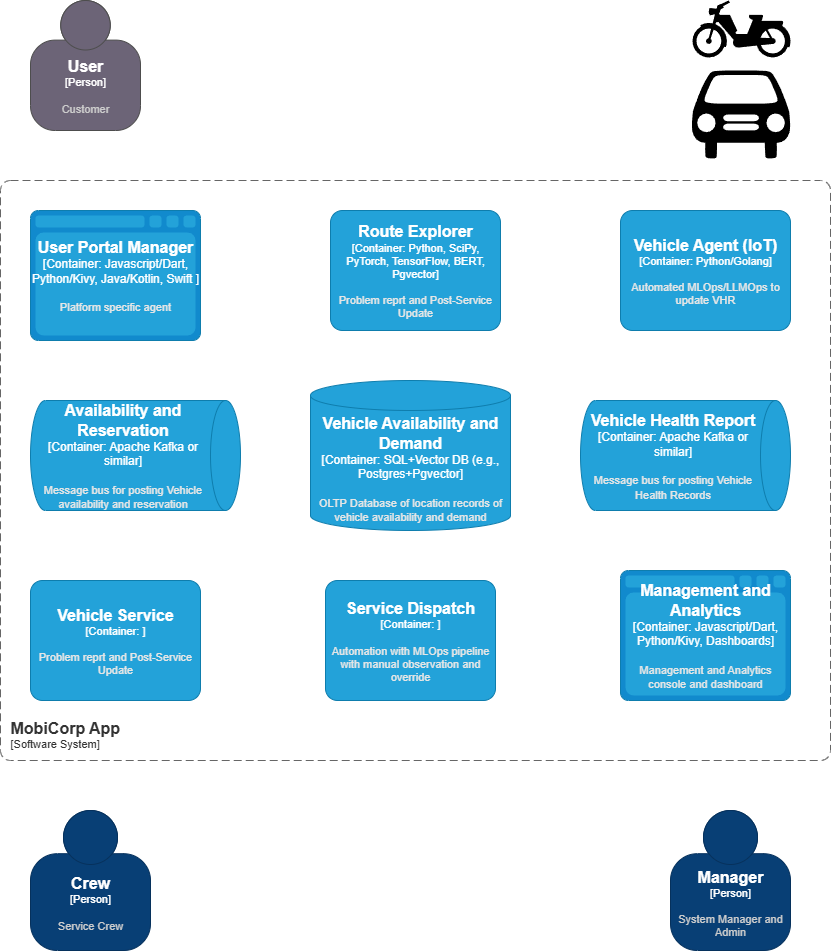 User
[Person]
Customer
User Portal Manager
[Container: Javascript/Dart,
Python/Kivy, Java/Kotlin, Swift ]
Platform specific agent
Route Explorer
[Container: Python, SciPy,
PyTorch, TensorFlow, BERT,
Pgvector]
Problem reprt and Post-Service
Update
Vehicle Agent (IoT)
[Container: Python/Golang]
Automated MLOps/LLMOps to
update VHR
Availability and
Reservation
[Container: Apache Kafka or
similar]
Message bus for posting Vehicle
availability and reservation
Vehicle Availability and
Demand
[Container: SQL+Vector DB (e.g.,
Postgres+Pgvector]
OLTP Database of location records of
vehicle availability and demand
Vehicle Health Report
[Container: Apache Kafka or
similar]
Message bus for posting Vehicle
Health Records
Vehicle Service
[Container: ]
Problem reprt and Post-Service
Update
Service Dispatch
[Container: ]
Automation with MLOps pipeline
with manual observation and
override
Management and
Analytics
[Container: Javascript/Dart,
Python/Kivy, Dashboards]
Management and Analytics
console and dashboard
MobiCorp App
[Software System]
Crew
[Person]
Service Crew
Manager
[Person]
System Manager and
Admin